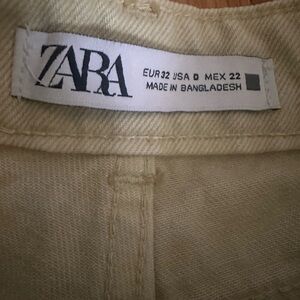 ZARA
EUR 32 USA 0 MEX 22
MADE IN BANGLADESH